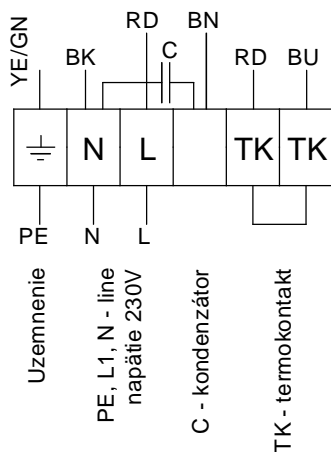 YE/GN
BK
RD
C
BN
RD
BU
N
L
TK
TK
PE
N
L
Uzemnenie
PE, L1, N - line
napätie 230V
C - kondenzátor
TK - termokontakt